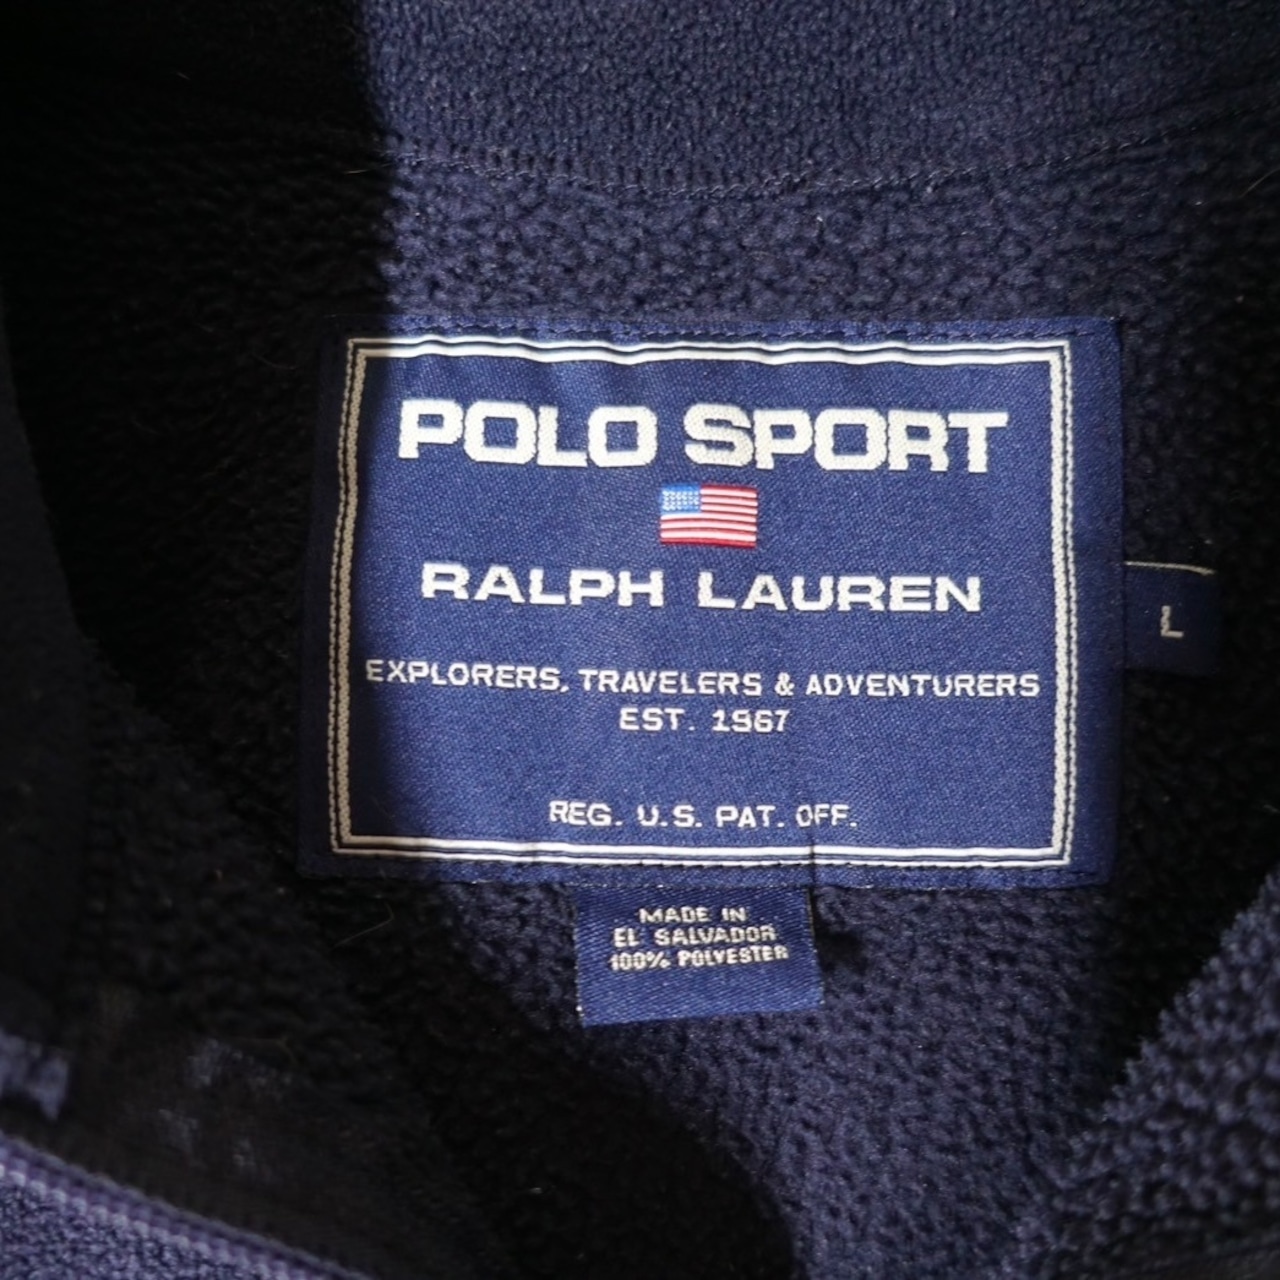 POLO SPORT
RALPH LAUREN
EXPLORERS, TRAVELERS & ADVENTURERS
EST. 1967
REG. U.S. PAT. OFF.
L
MADE IN
EL SALVADOR
100% POLYESTER